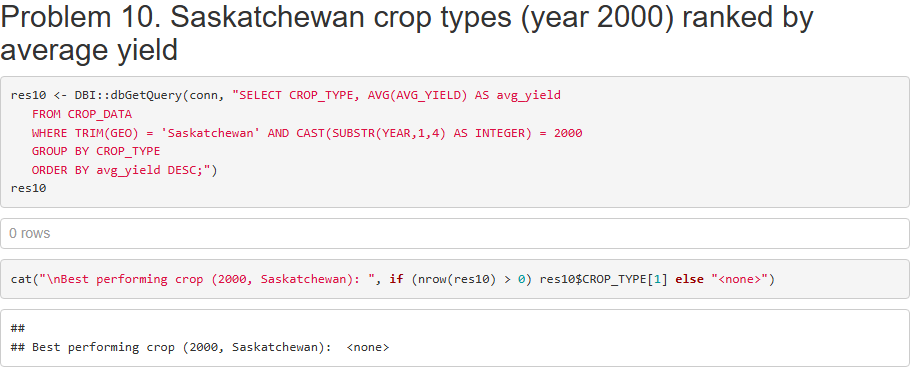 Problem 10. Saskatchewan crop types (year 2000) ranked by
average yield
res10 <- DBI::dbGetQuery(conn, "SELECT CROP_TYPE, AVG(AVG_YIELD) AS avg_yield
FROM CROP_DATA
WHERE TRIM(GEO) = 'Saskatchewan' AND CAST(SUBSTR(YEAR,1,4) AS INTEGER) = 2000
GROUP BY CROP_TYPE
ORDER BY avg_yield DESC;")
res10
0 rows
cat("\nBest performing crop (2000, Saskatchewan): ", if (nrow(res10) > 0) res10$CROP_TYPE[1] else "<none>")
##
## Best performing crop (2000, Saskatchewan):  <none>